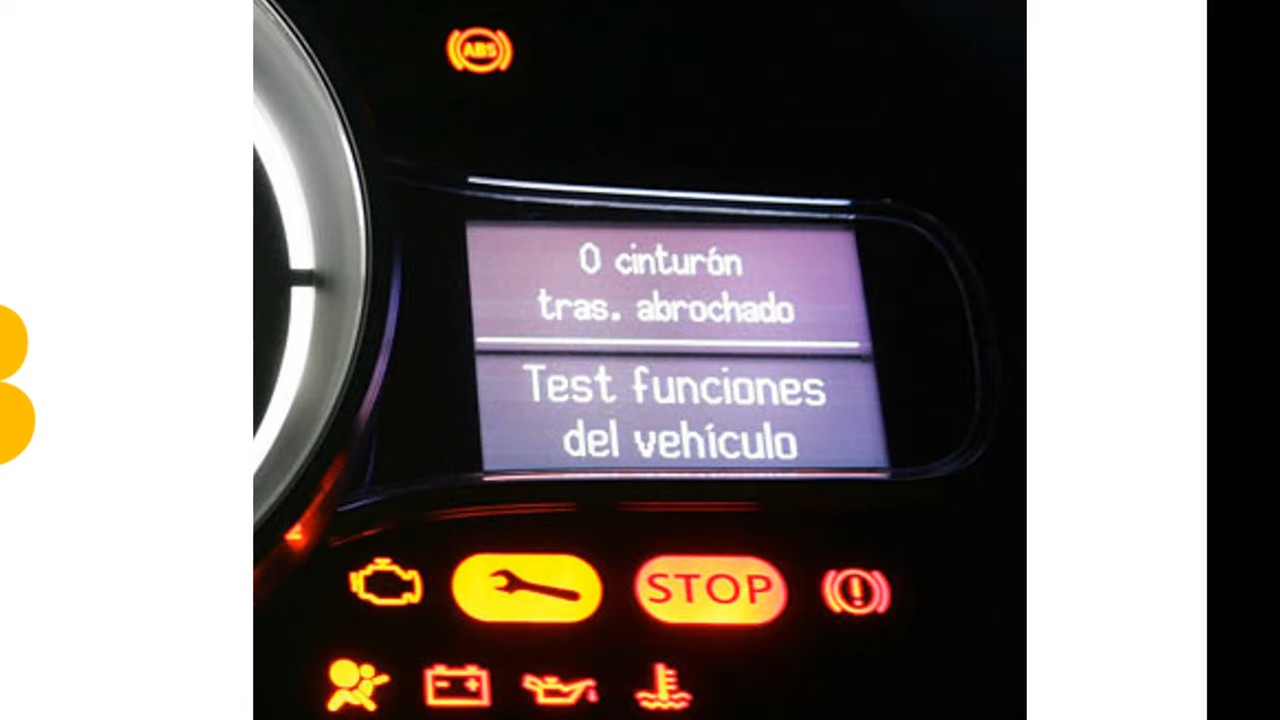 ABS
0 cinturón
tras. abrochado
Test funciones
del vehículo
STOP